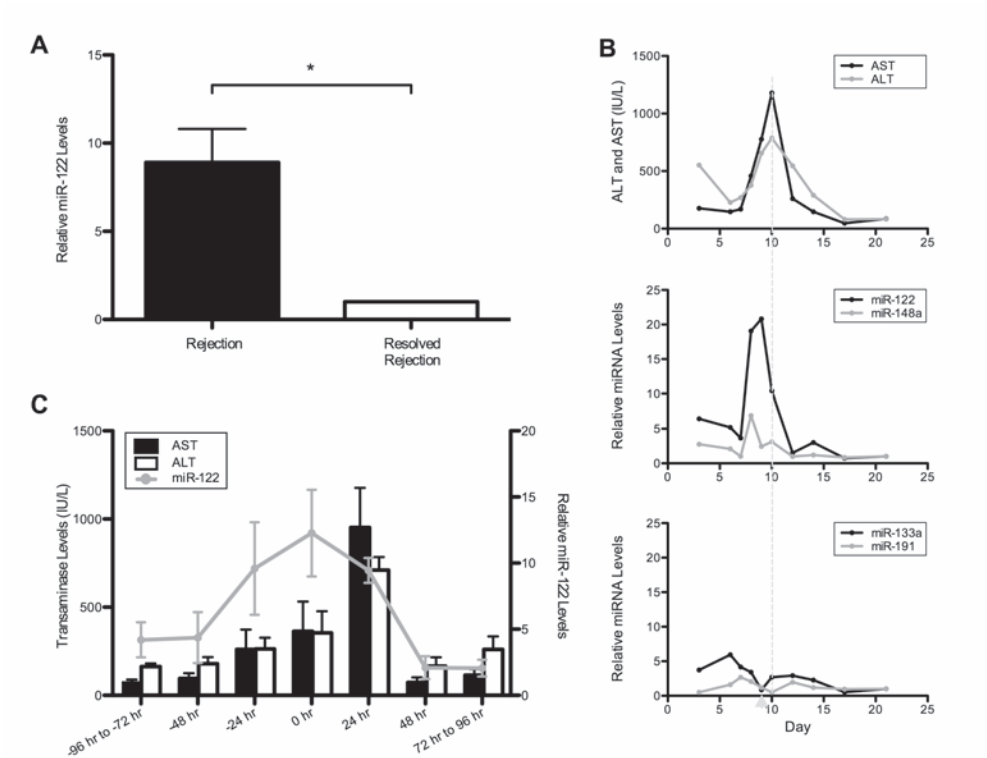 A
15
10
5
0
Relative miR-122 Levels
*
Rejection
Resolved
Rejection
B
1500
1000
500
0
ALT and AST (IU/L)
AST
ALT
0 5 10 15 20 25
25
20
15
10
5
0
Relative miRNA Levels
miR-122
miR-148a
0 5 10 15 20 25
25
20
15
10
5
0
Relative miRNA Levels
miR-133a
miR-191
0 5 10 15 20 25
Day
C
1500
1000
500
0
Transaminase Levels (IU/L)
AST
ALT
miR-122
20
15
10
5
0
Relative miR-122 Levels
-96 hr to -72 hr
-48 hr
-24 hr
0 hr
24 hr
48 hr
72 hr to 96 hr